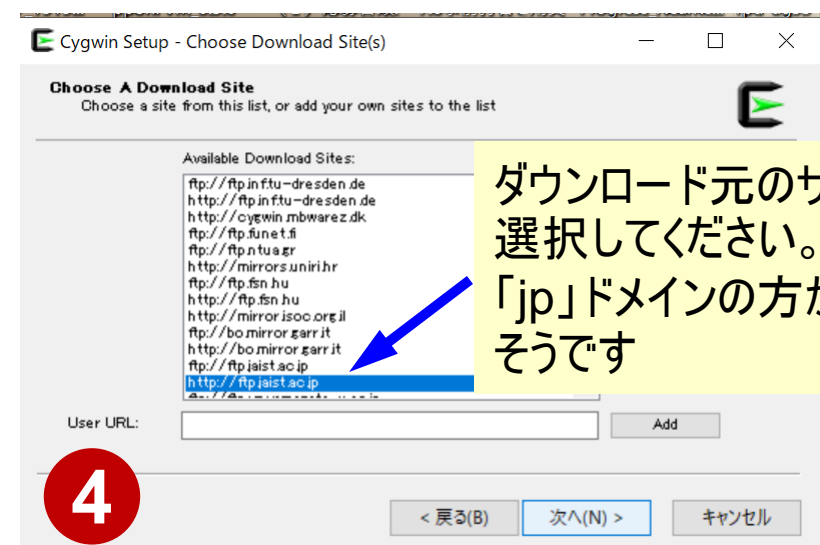 Cygwin Setup - Choose Download Site(s)
Choose A Download Site
Choose a site from this list, or add your own sites to the list
Available Download Sites:
ftp://ftp.inf.tu-dresden.de
http://ftp.inf.tu-dresden.de
http://cygwin.mbwarez.dk
ftp://ftp.funet.fi
ftp://ftp.ntua.gr
http://mirrors.uniri.hr
ftp://ftp.fsn.hu
http://ftp.fsn.hu
http://mirror.isoc.org.il
ftp://bo.mirror.garr.it
http://bo.mirror.garr.it
ftp://ftp.jaist.ac.jp
http://ftp.jaist.ac.jp
ダウンロード元のサ
選択してください。
「jp」ドメインの方が
そうです
User URL:
Add
4
< 戻る(B)
次へ(N) >
キャンセル